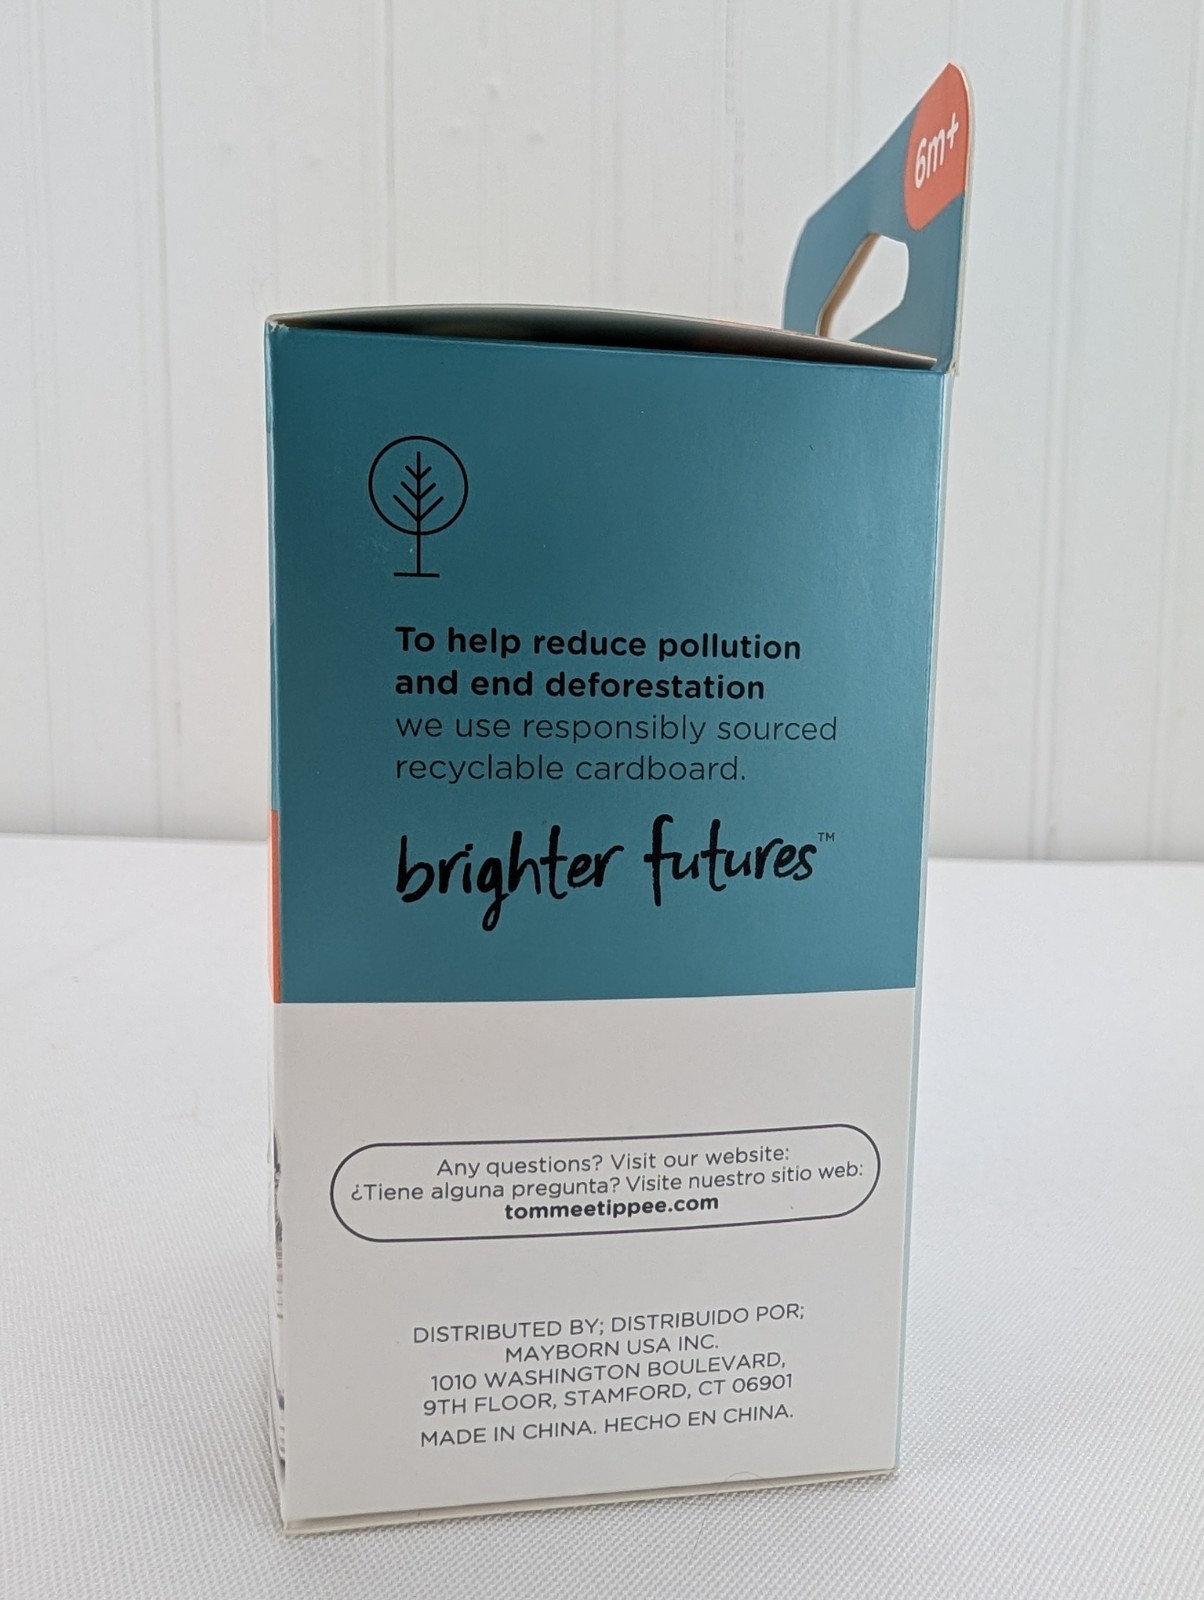 6m+
To help reduce pollution
and end deforestation
we use responsibly sourced
recyclable cardboard.
brighter futures™
Any questions? Visit our website:
¿Tiene alguna pregunta? Visite nuestro sitio web:
tommeetippee.com
DISTRIBUTED BY; DISTRIBUIDO POR;
MAYBORN USA INC.
1010 WASHINGTON BOULEVARD,
9TH FLOOR, STAMFORD, CT 06901
MADE IN CHINA. HECHO EN CHINA.